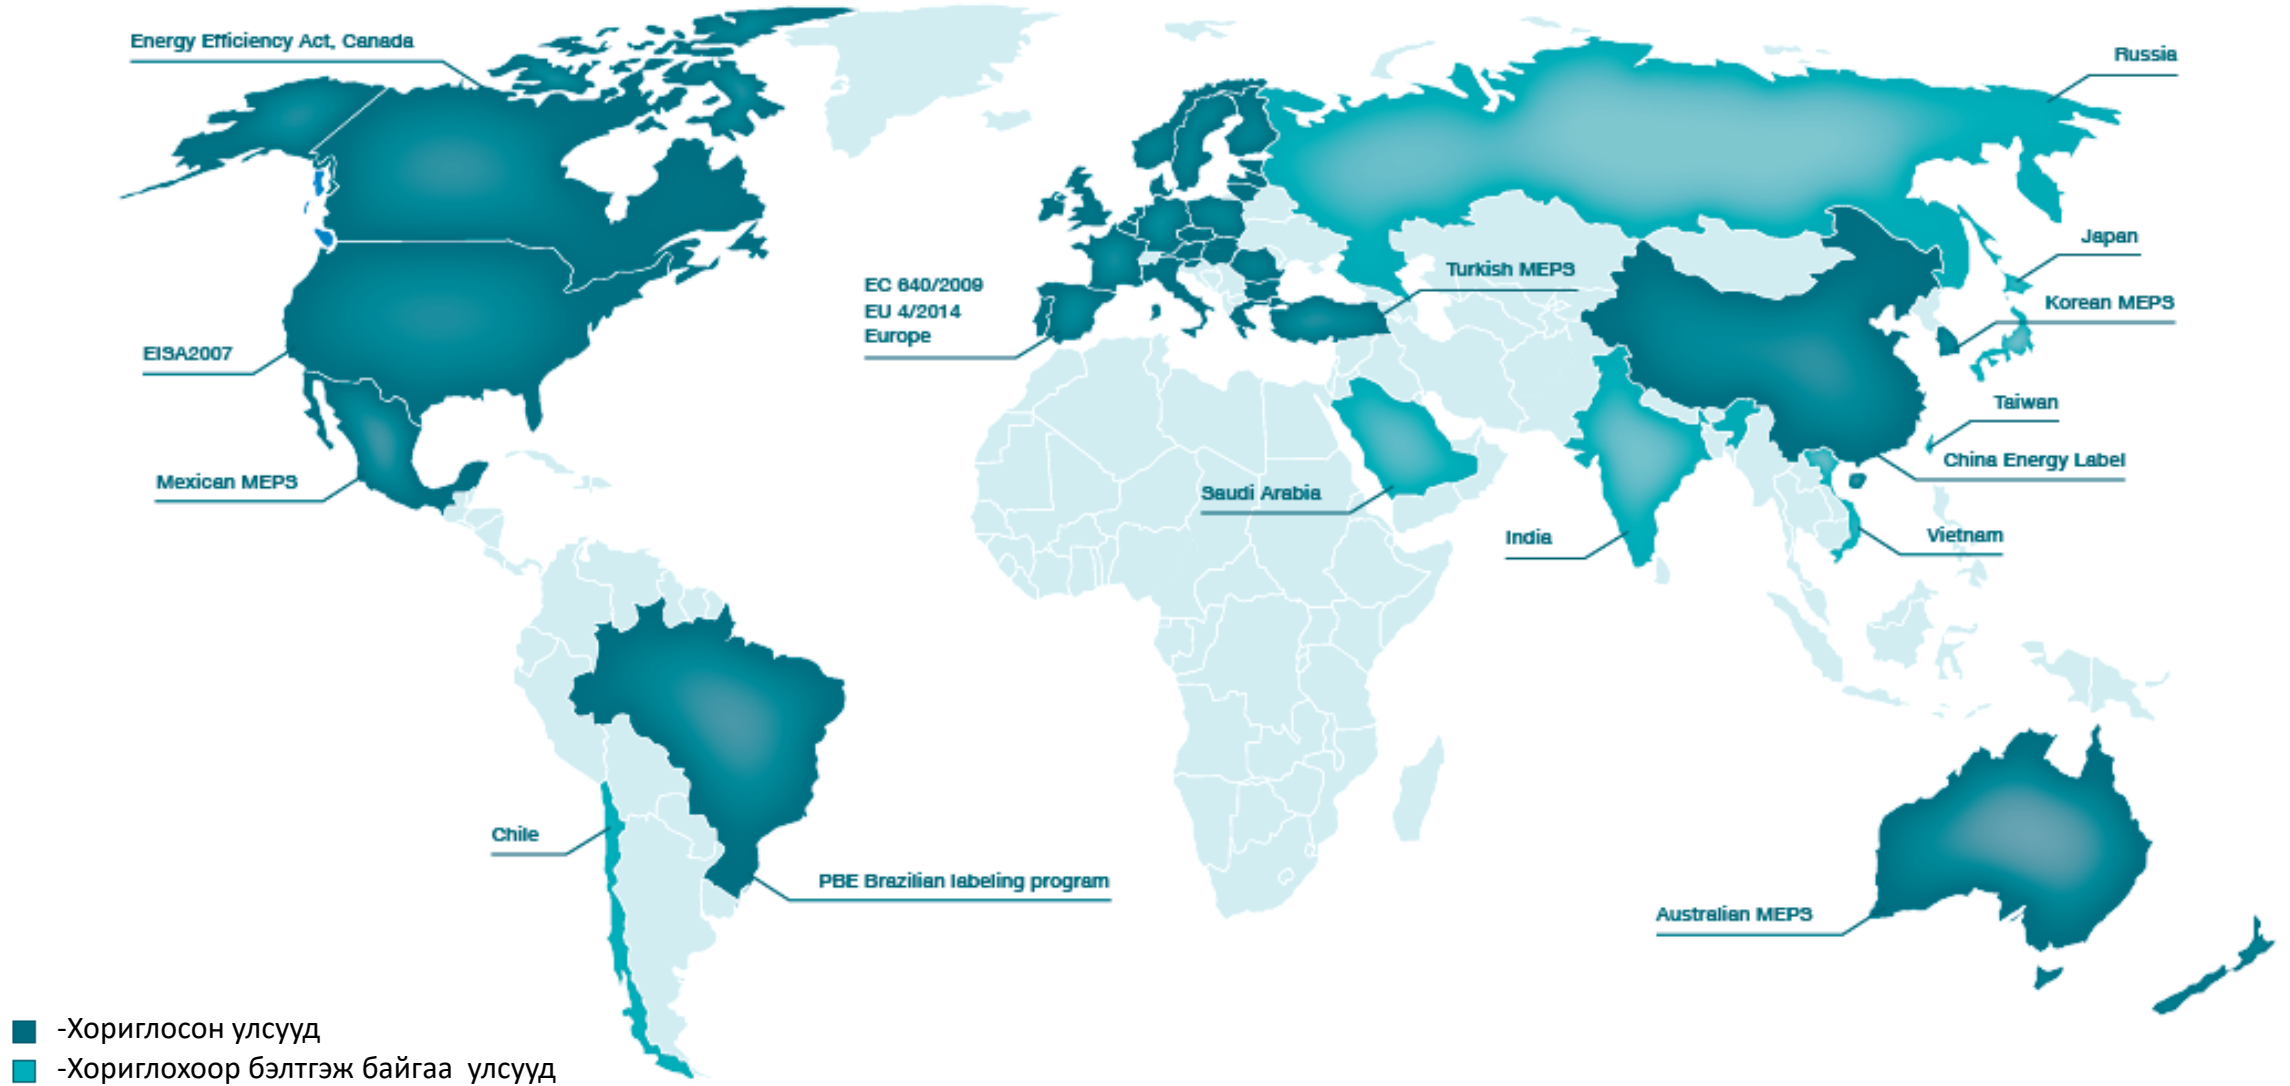 Energy Efficiency Act, Canada
Russia
Japan
EC 640/2009
EU 4/2014
Europe
Turkish MEPS
Korean MEPS
EISA2007
Taiwan
China Energy Label
Mexican MEPS
Saudi Arabia
India
Vietnam
Chile
PBE Brazilian labeling program
Australian MEPS
-Хориглосон улсууд
-Хориглохоор бэлтгэж байгаа улсууд